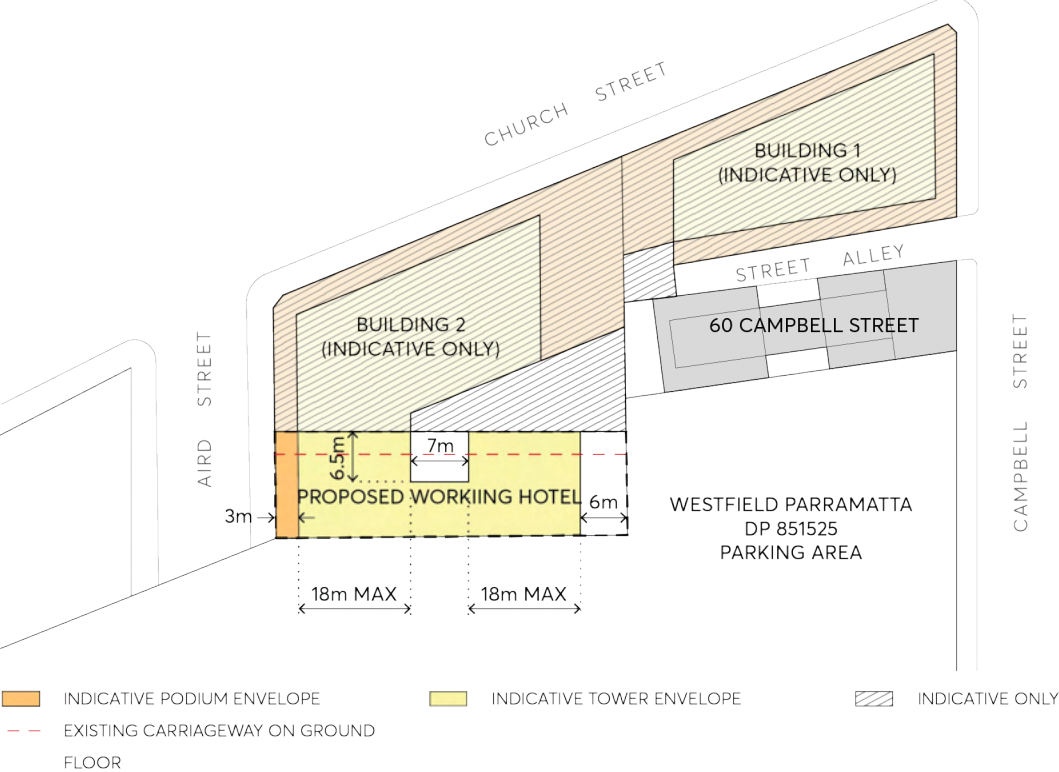 CHURCH STREET
BUILDING 1
(INDICATIVE ONLY)
STREET ALLEY
60 CAMPBELL STREET
BUILDING 2
(INDICATIVE ONLY)
AIRD STREET
CAMPBELL STREET
7m
6.5m
PROPOSED WORKIING HOTEL
6m
3m
WESTFIELD PARRAMATTA
DP 851525
PARKING AREA
18m MAX
18m MAX
INDICATIVE PODIUM ENVELOPE
INDICATIVE TOWER ENVELOPE
INDICATIVE ONLY
EXISTING CARRIAGEWAY ON GROUND
FLOOR